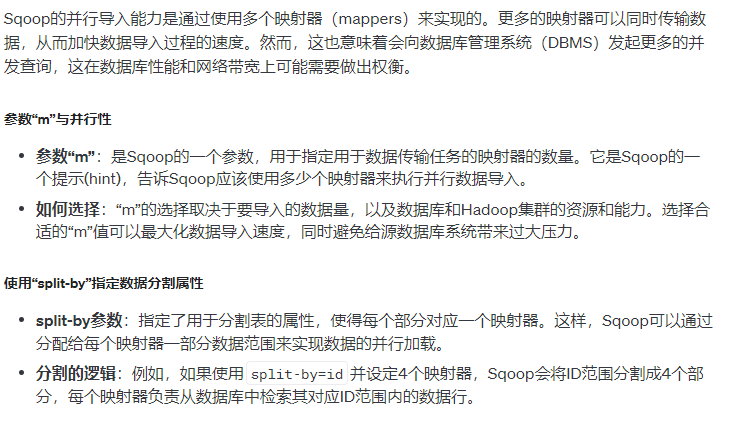 Sqoop的并行导入能力是通过使用多个映射器（mappers）来实现的。更多的映射器可以同时传输数
据，从而加快数据导入过程的速度。然而，这也意味着会向数据库管理系统（DBMS）发起更多的并
发查询，这在数据库性能和网络带宽上可能需要做出权衡。
参数“m”与并行性
• 参数“m”：是Sqoop的一个参数，用于指定用于数据传输任务的映射器的数量。它是Sqoop的一
个提示(hint)，告诉Sqoop应该使用多少个映射器来执行并行数据导入。
• 如何选择：“m”的选择取决于要导入的数据量，以及数据库和Hadoop集群的资源和能力。选择合
适的“m”值可以最大化数据导入速度，同时避免给源数据库系统带来过大压力。
使用“split-by”指定数据分割属性
• split-by参数：指定了用于分割表的属性，使得每个部分对应一个映射器。这样，Sqoop可以通过
分配给每个映射器一部分数据范围来实现数据的并行加载。
• 分割的逻辑：例如，如果使用 split-by=id 并设定4个映射器，Sqoop会将ID范围分割成4个部
分，每个映射器负责从数据库中检索其对应ID范围内的数据行。